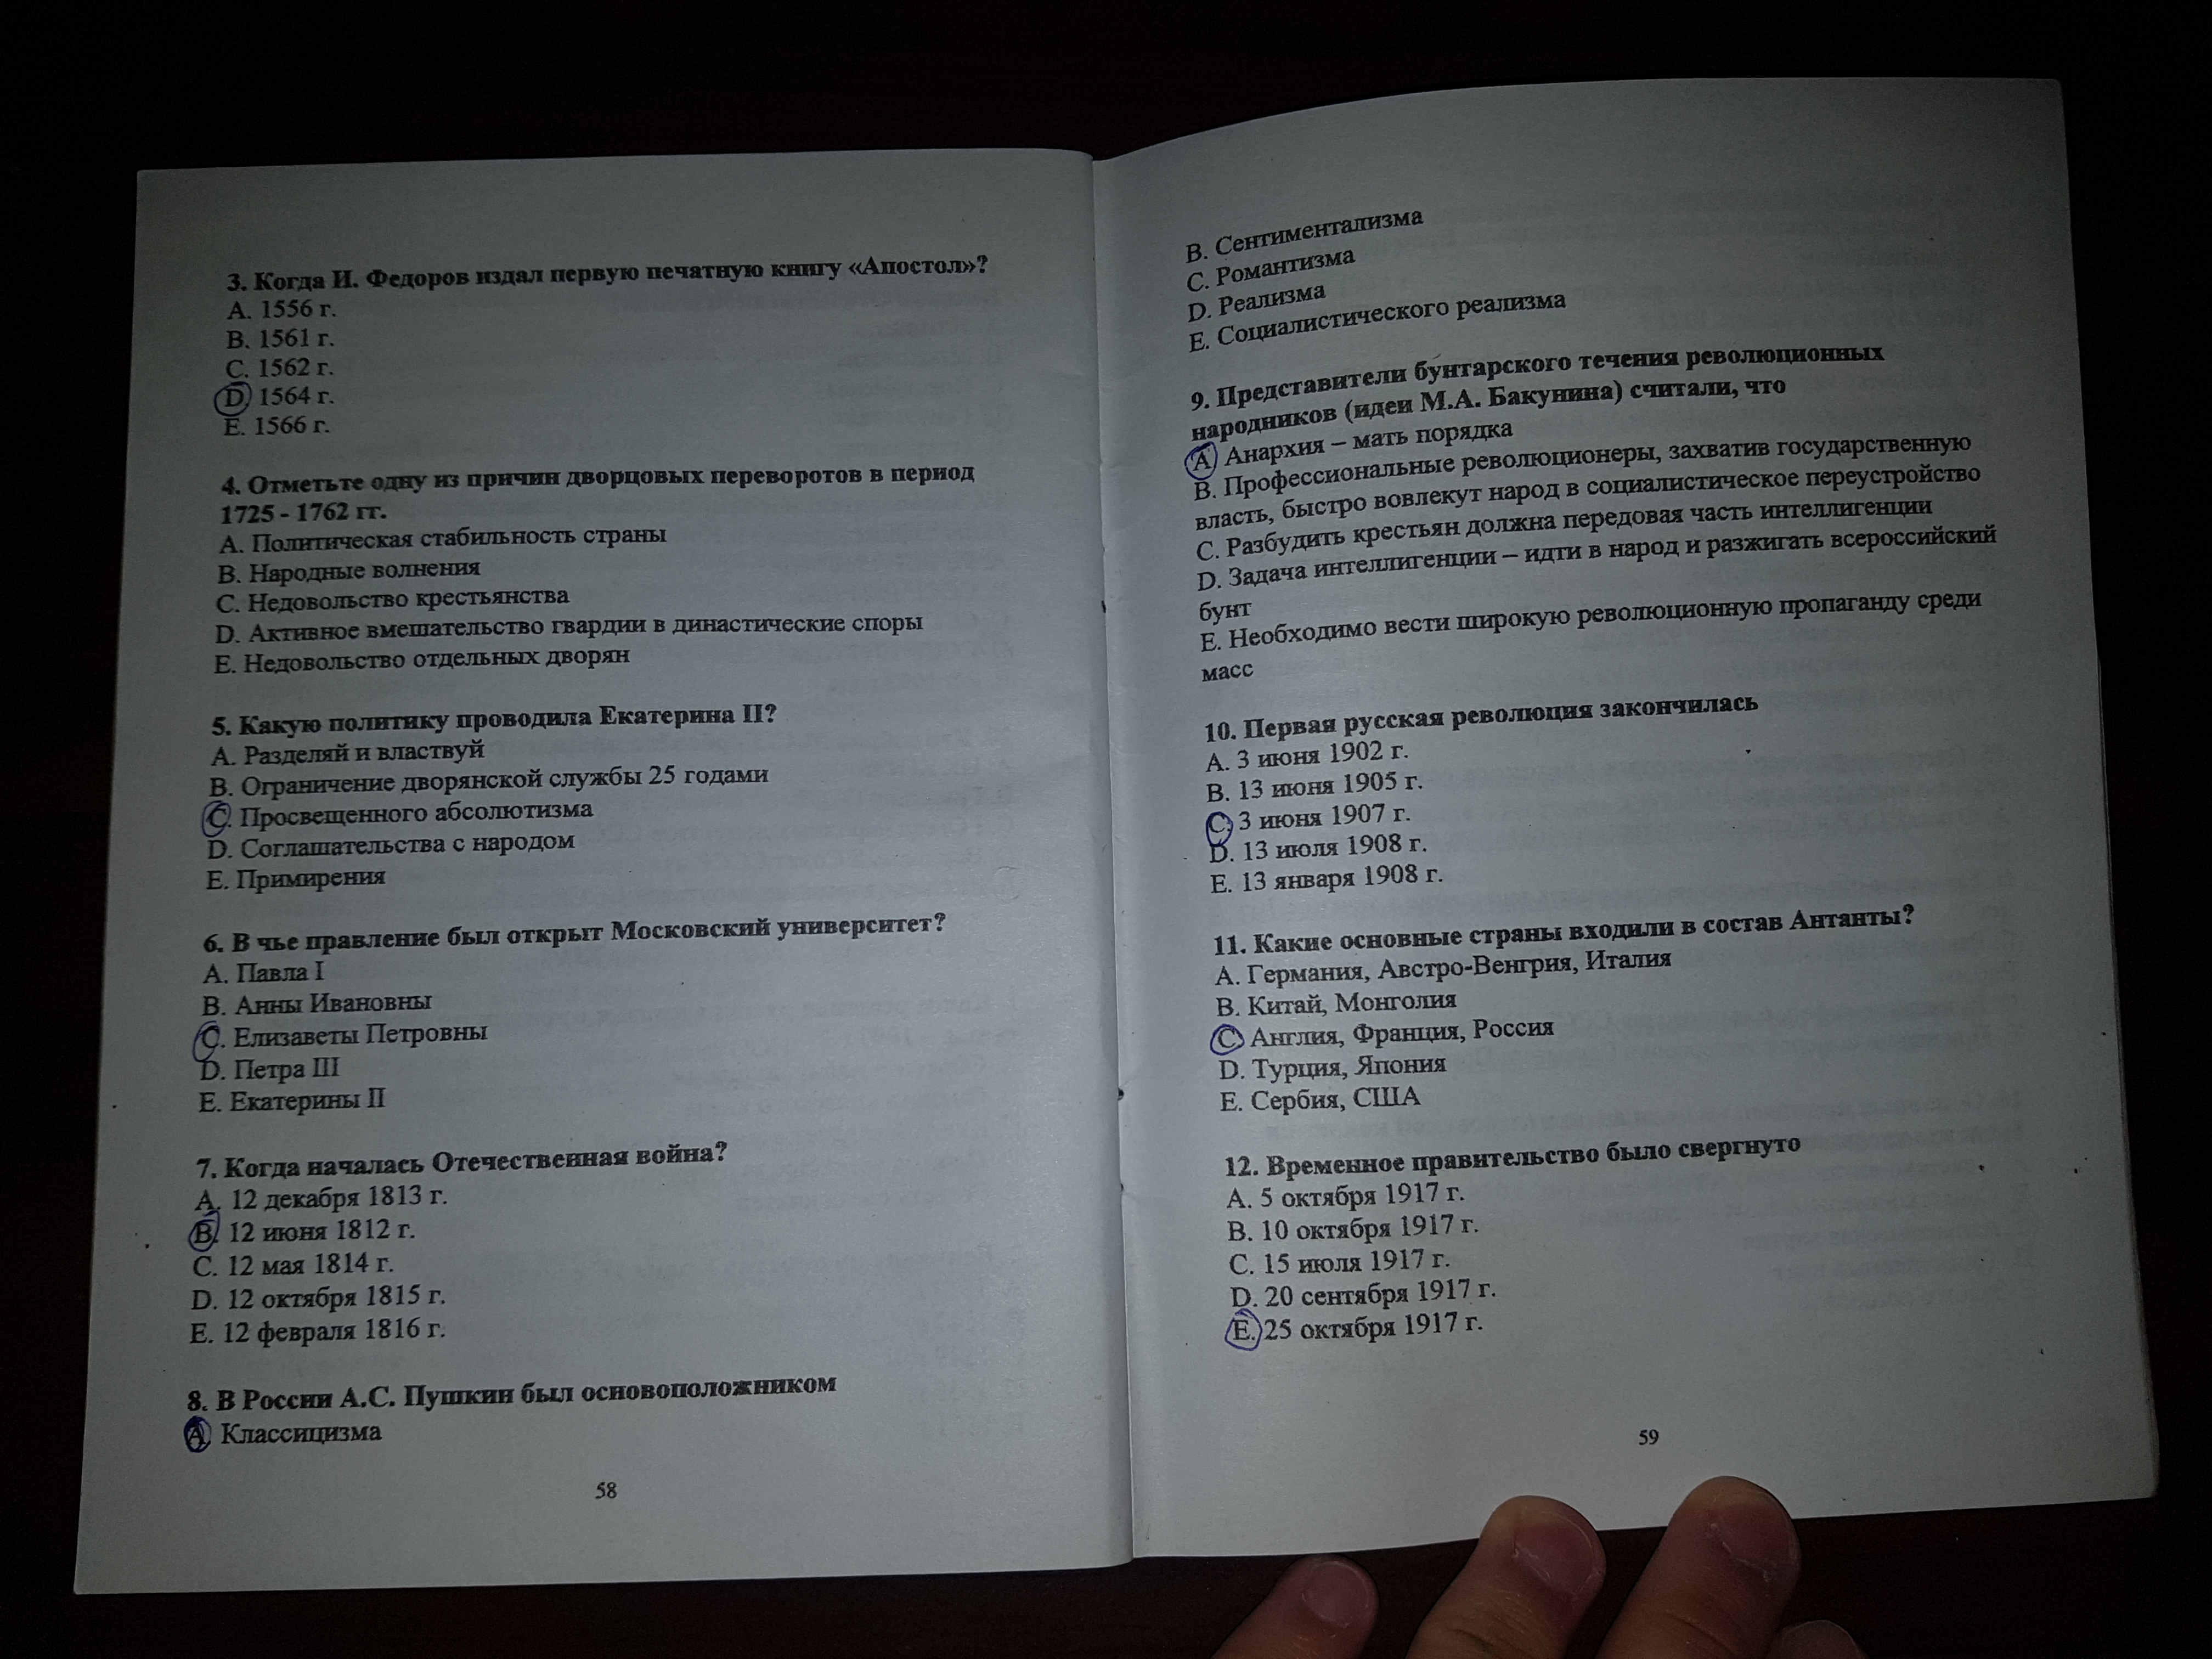 3. Когда И. Федоров издал первую печатную книгу «Апостол»?
A. 1556 г.
B. 1561 г.
C. 1562 г.
D. 1564 г.
E. 1566 г.
4. Отметьте одну из причин дворцовых переворотов в период
1725 - 1762 гг.
A. Политическая стабильность страны
B. Народные волнения
C. Недовольство крестьянства
D. Активное вмешательство гвардии в династические споры
E. Недовольство отдельных дворян
5. Какую политику проводила Екатерина II?
A. Разделяй и властвуй
B. Ограничение дворянской службы 25 годами
C. Просвещенного абсолютизма
D. Соглашательства с народом
E. Примирения
6. В чье правление был открыт Московский университет?
A. Павла I
B. Анны Ивановны
C. Елизаветы Петровны
D. Петра III
E. Екатерины II
7. Когда началась Отечественная война?
A. 12 декабря 1813 г.
B. 12 июня 1812 г.
C. 12 мая 1814 г.
D. 12 октября 1815 г.
E. 12 февраля 1816 г.
8. В России А.С. Пушкин был основоположником
A. Классицизма
58
B. Сентиментализма
C. Романтизма
D. Реализма
E. Социалистического реализма
9. Представители бунтарского течения революционных
народников (идеи М.А. Бакунина) считали, что
A. Анархия – мать порядка
B. Профессиональные революционеры, захватив государственную
власть, быстро вовлекут народ в социалистическое переустройство
C. Разбудить крестьян должна передовая часть интеллигенции
D. Задача интеллигенции – идти в народ и разжигать всероссийский
бунт
E. Необходимо вести широкую революционную пропаганду среди
масс
10. Первая русская революция закончилась
A. 3 июня 1902 г.
B. 13 июня 1905 г.
C. 3 июня 1907 г.
D. 13 июля 1908 г.
E. 13 января 1908 г.
11. Какие основные страны входили в состав Антанты?
A. Германия, Австро-Венгрия, Италия
B. Китай, Монголия
C. Англия, Франция, Россия
D. Турция, Япония
E. Сербия, США
12. Временное правительство было свергнуто
A. 5 октября 1917 г.
B. 10 октября 1917 г.
C. 15 июля 1917 г.
D. 20 сентября 1917 г.
E. 25 октября 1917 г.
59